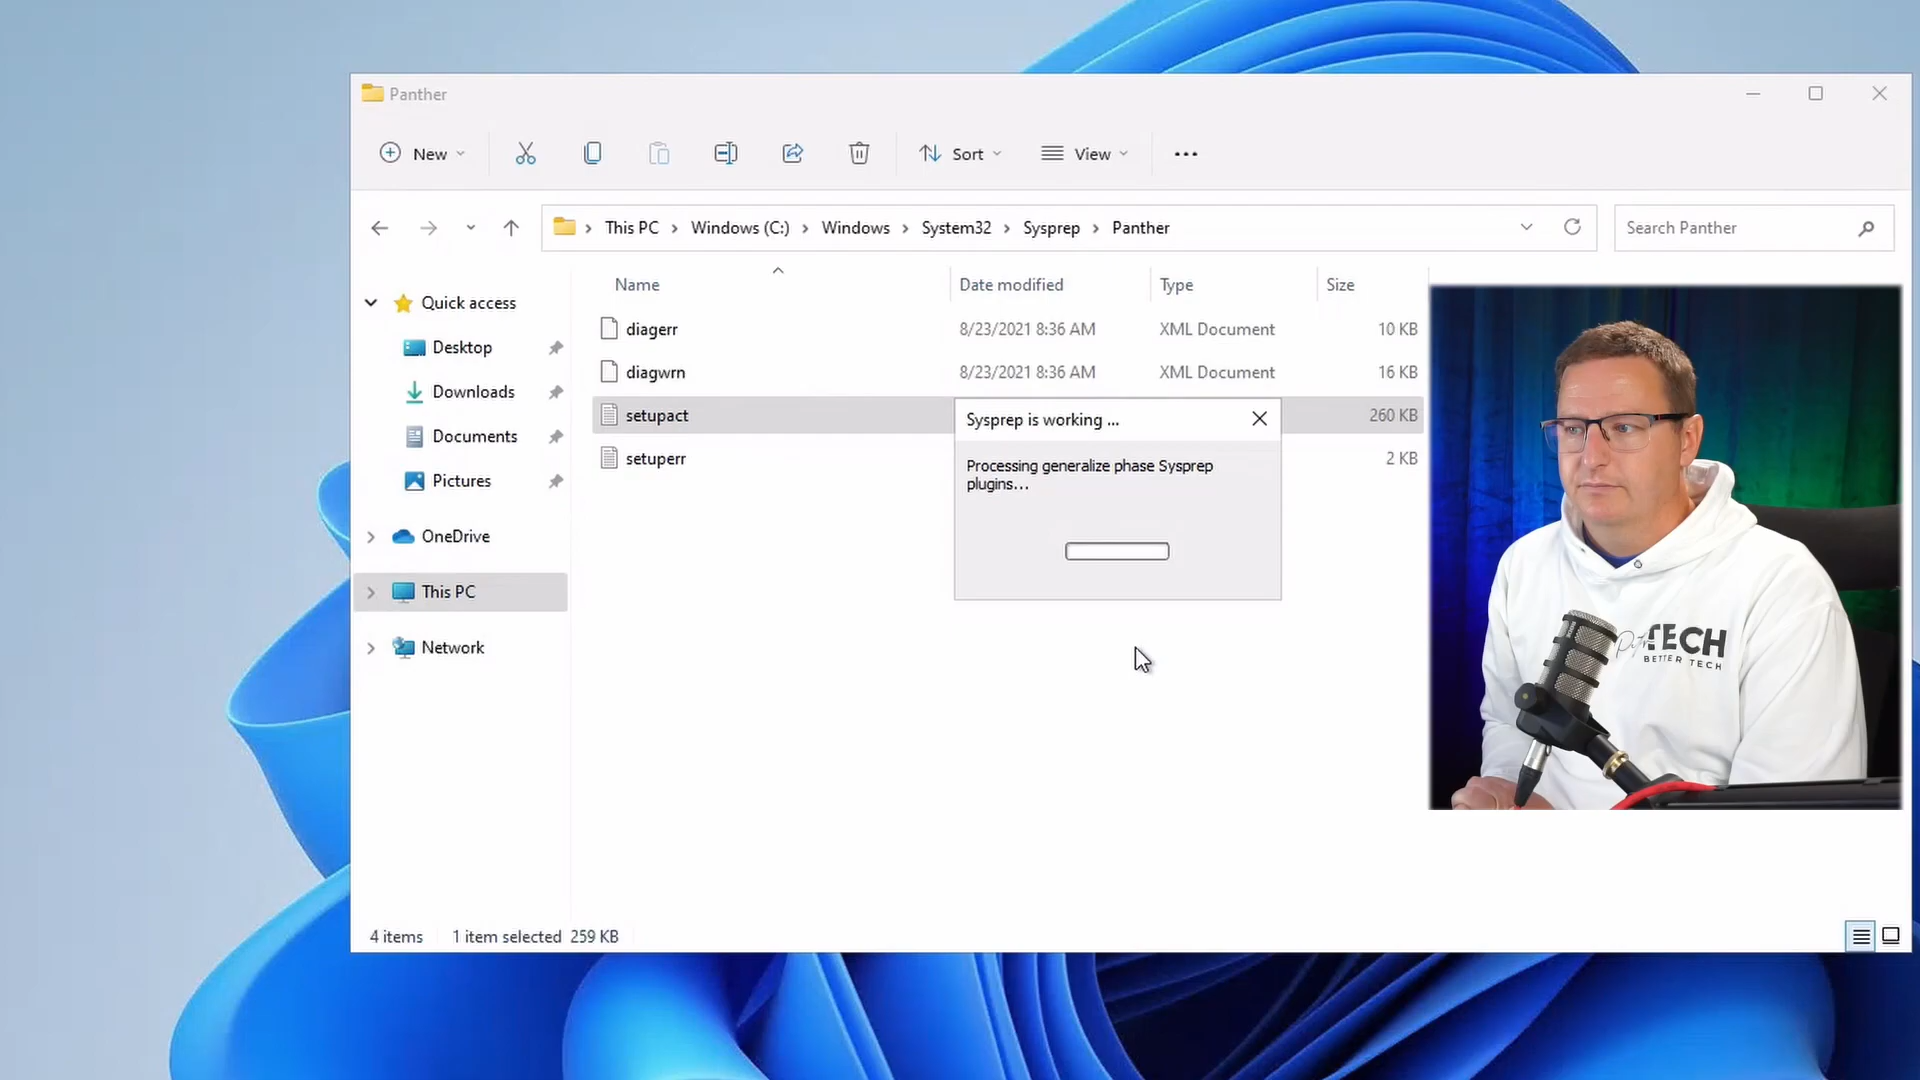 Panther
New
Sort
View
This PC
Windows (C:)
Windows
System32
Sysprep
Panther
Search Panther
Name
Date modified
Type
Size
Quick access
Desktop
Downloads
Documents
Pictures
OneDrive
This PC
Network
diagerr
8/23/2021 8:36 AM
XML Document
10 KB
diagwrn
8/23/2021 8:36 AM
XML Document
16 KB
setupact
260 KB
setuperr
2 KB
Sysprep is working ...
Processing generalize phase Sysprep
plugins...
TECH
BETTER TECH
4 items
1 item selected 259 KB